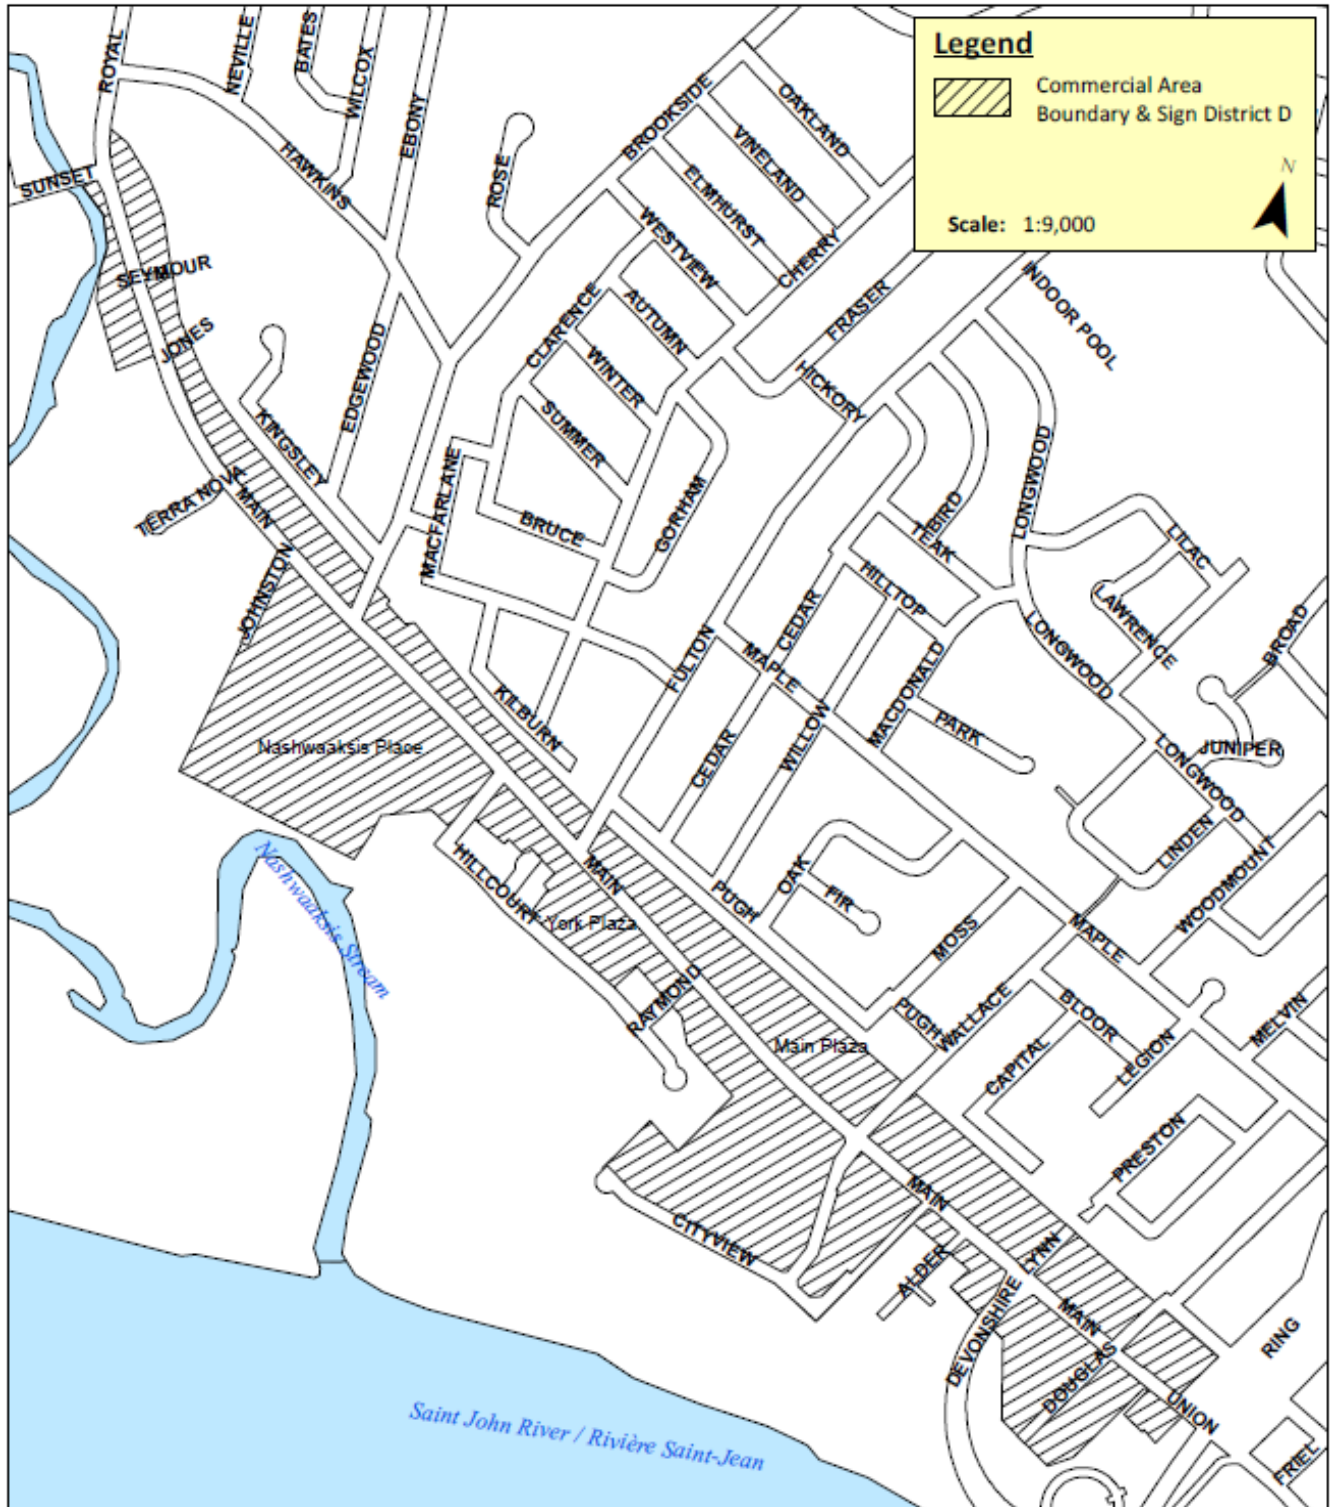 Legend
Commercial Area
Boundary & Sign District D
N
Scale: 1:9,000
ROYAL
NEVILLE
BATES
WILCOX
EBONY
HAWKINS
SUNSET
ROSE
BROOKSIDE
OAKLAND
VINELAND
ELMHURST
WESTVIEW
CHERRY
SEYMOUR
JONES
CLARENCE
AUTUMN
WINTER
SUMMER
FRASER
HICKORY
INDOOR POOL
EDGEWOOD
KINGSLEY
TERRA NOVA
MAIN
JOHNSTON
MACFARLANE
BRUCE
GORHAM
TEAK
LONGWOOD
LILAC
HILLTOP
CEDAR
LAWRENCE
BROAD
LONGWOOD
FULTON
MAPLE
MACDONALD
KILBURN
CEDAR
WILLOW
PARK
JUNIPER
LONGWOOD
Nashwaaksis Place
LINDEN
WOODMOUNT
Nashwaaksis Stream
HILLCOURT
MAIN
York Plaza
PUGH
OAK
FIR
MOSS
MAPLE
RAYMOND
PUGH
WALLACE
BLOOR
MELVIN
Main Plaza
CAPITAL
LEGION
PRESTON
MAIN
CITYVIEW
ALDER
LYNN
DEVONSHIRE
MAIN
DOUGLAS
RING
UNION
FRIEL
Saint John River / Rivière Saint-Jean